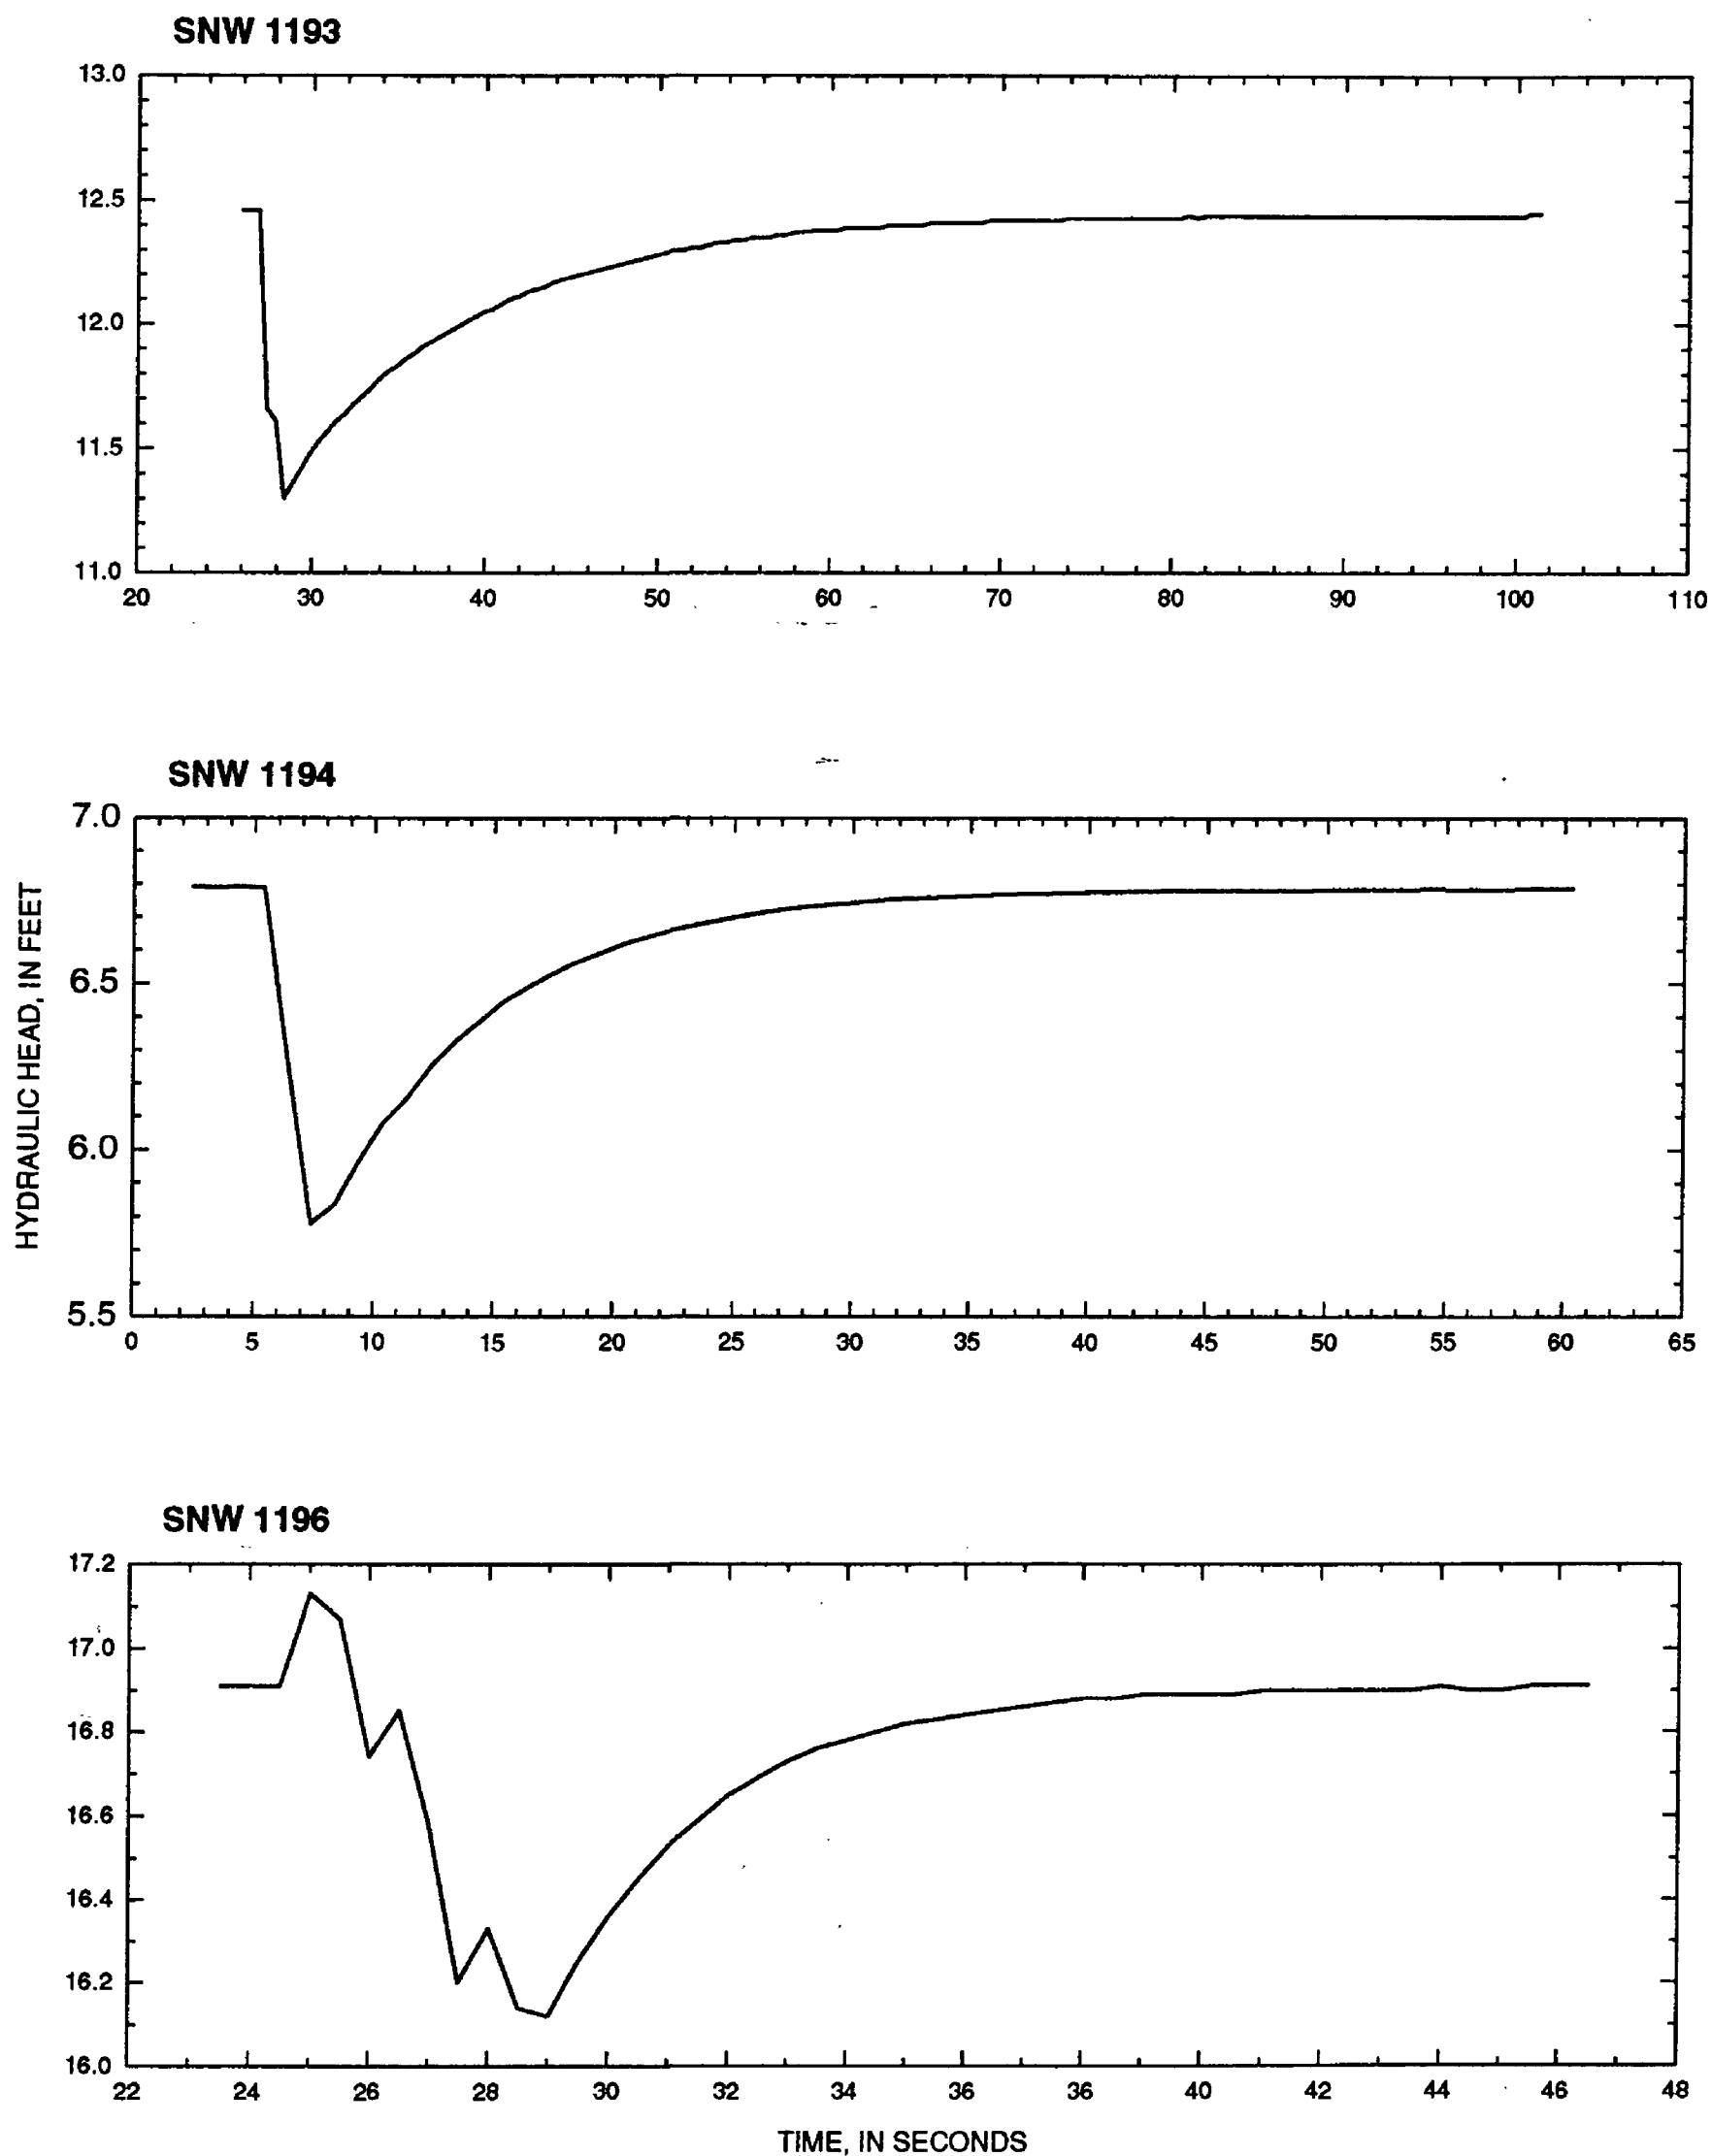 SNW 1193
13.0
12.5
12.0
11.5
11.0
20 30 40 50 60 70 80 90 100 110
SNW 1194
7.0
6.5
6.0
5.5
0 5 10 15 20 25 30 35 40 45 50 55 60 65
HYDRAULIC HEAD, IN FEET
SNW 1196
17.2
17.0
16.8
16.6
16.4
16.2
16.0
22 24 26 28 30 32 34 36 36 40 42 44 46 48
TIME, IN SECONDS